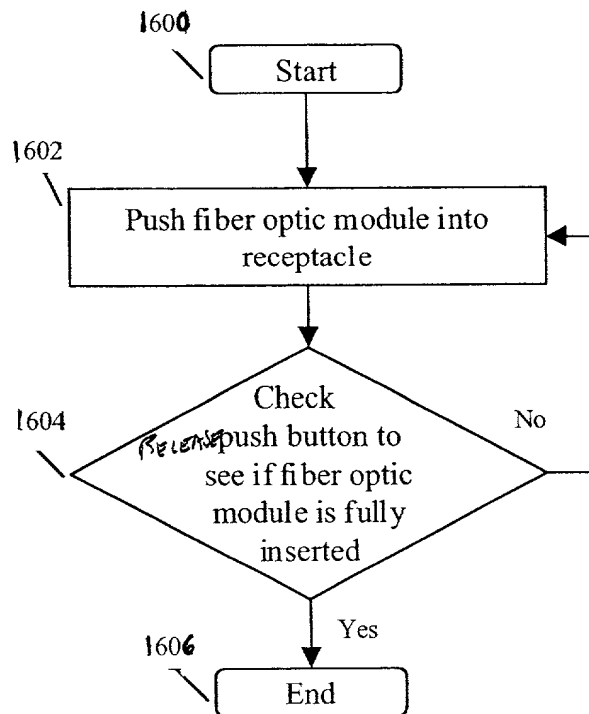 1600
Start
1602
Push fiber optic module into
receptacle
1604
Check
RELEASE push button to
see if fiber optic
module is fully
inserted
No
Yes
1606
End